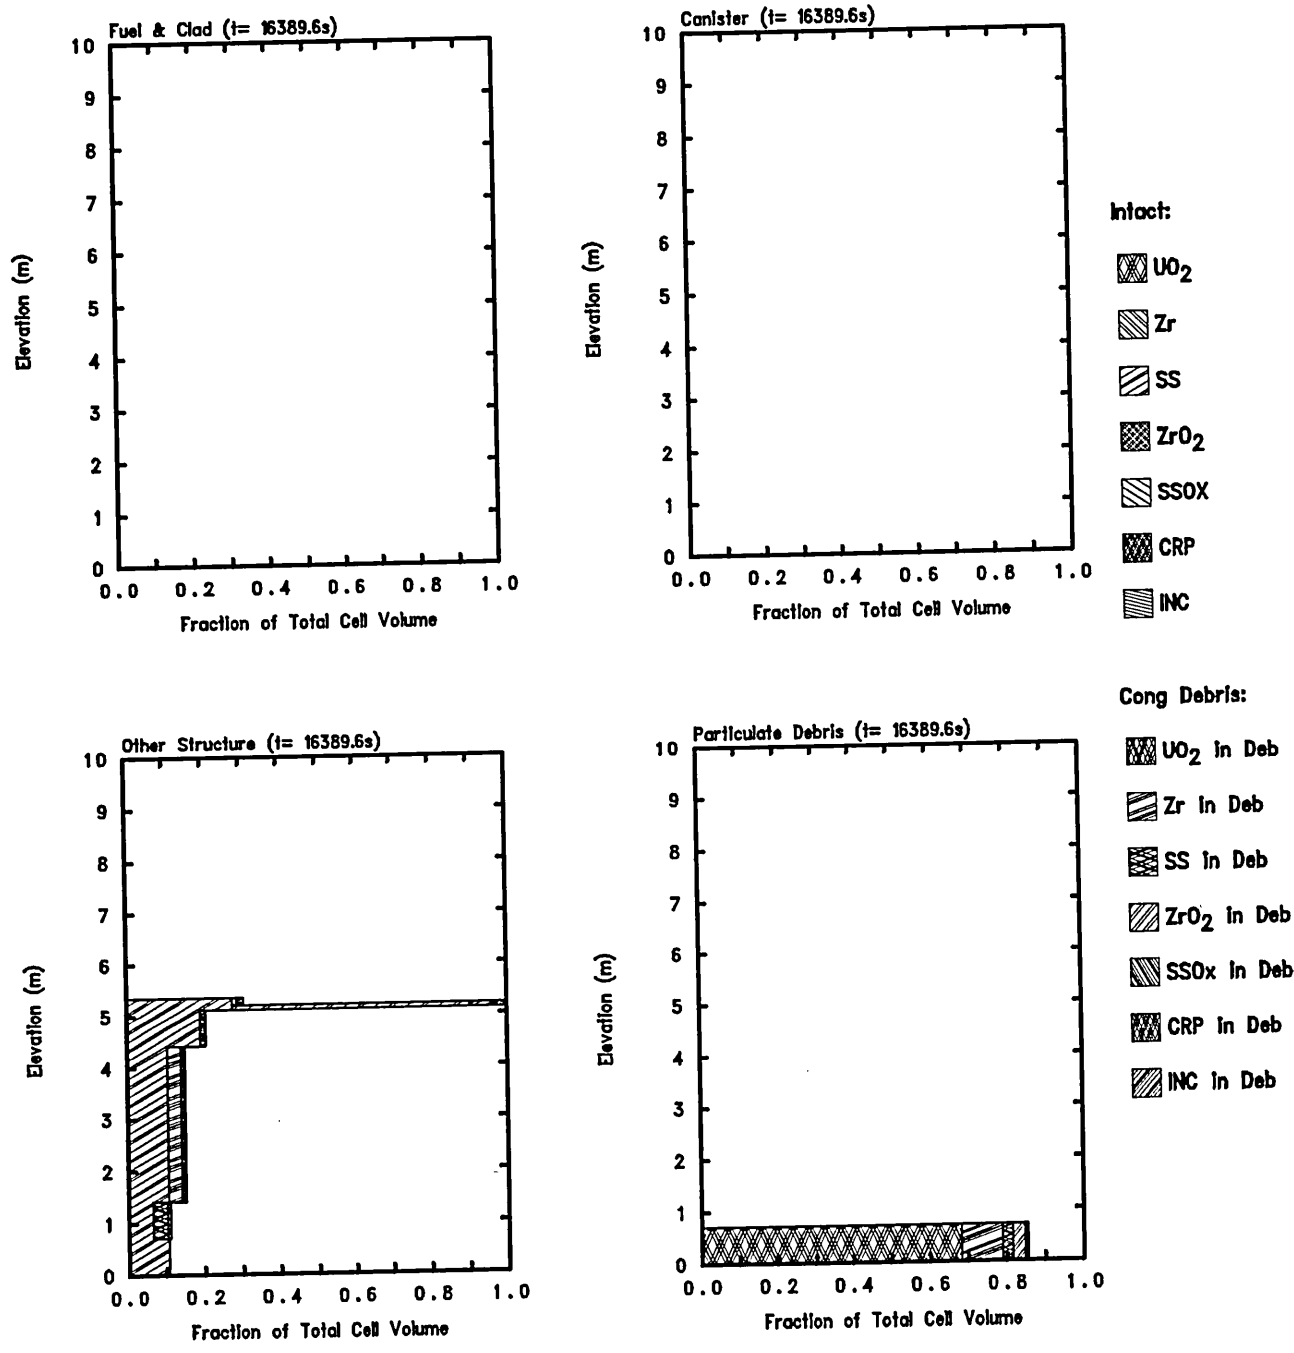 Fuel & Clad (t= 16389.6s)
10
9
8
7
6
5
4
3
2
1
0
Elevation (m)
0.0 0.2 0.4 0.6 0.8 1.0
Fraction of Total Cell Volume
Canister (t= 16389.6s)
10
9
8
7
6
5
4
3
2
1
0
Elevation (m)
0.0 0.2 0.4 0.6 0.8 1.0
Fraction of Total Cell Volume
Intact:
UO2
Zr
SS
ZrO2
SSOX
CRP
INC
Other Structure (t= 16389.6s)
10
9
8
7
6
5
4
3
2
1
0
Elevation (m)
0.0 0.2 0.4 0.6 0.8 1.0
Fraction of Total Cell Volume
Particulate Debris (t= 16389.6s)
10
9
8
7
6
5
4
3
2
1
0
Elevation (m)
0.0 0.2 0.4 0.6 0.8 1.0
Fraction of Total Cell Volume
Cong Debris:
UO2 in Deb
Zr in Deb
SS in Deb
ZrO2 in Deb
SSOx in Deb
CRP in Deb
INC in Deb